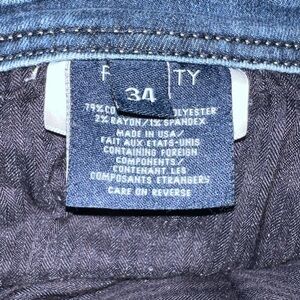 F TY
34
79% CO OLYESTER
2% RAYON/1% SPANDEX
MADE IN USA/
FAIT AUX ETATS-UNIS
CONTAINING FOREIGN
COMPONENTS/
CONTENANT LES
COMPOSANTS ETRANGERS
CARE ON REVERSE